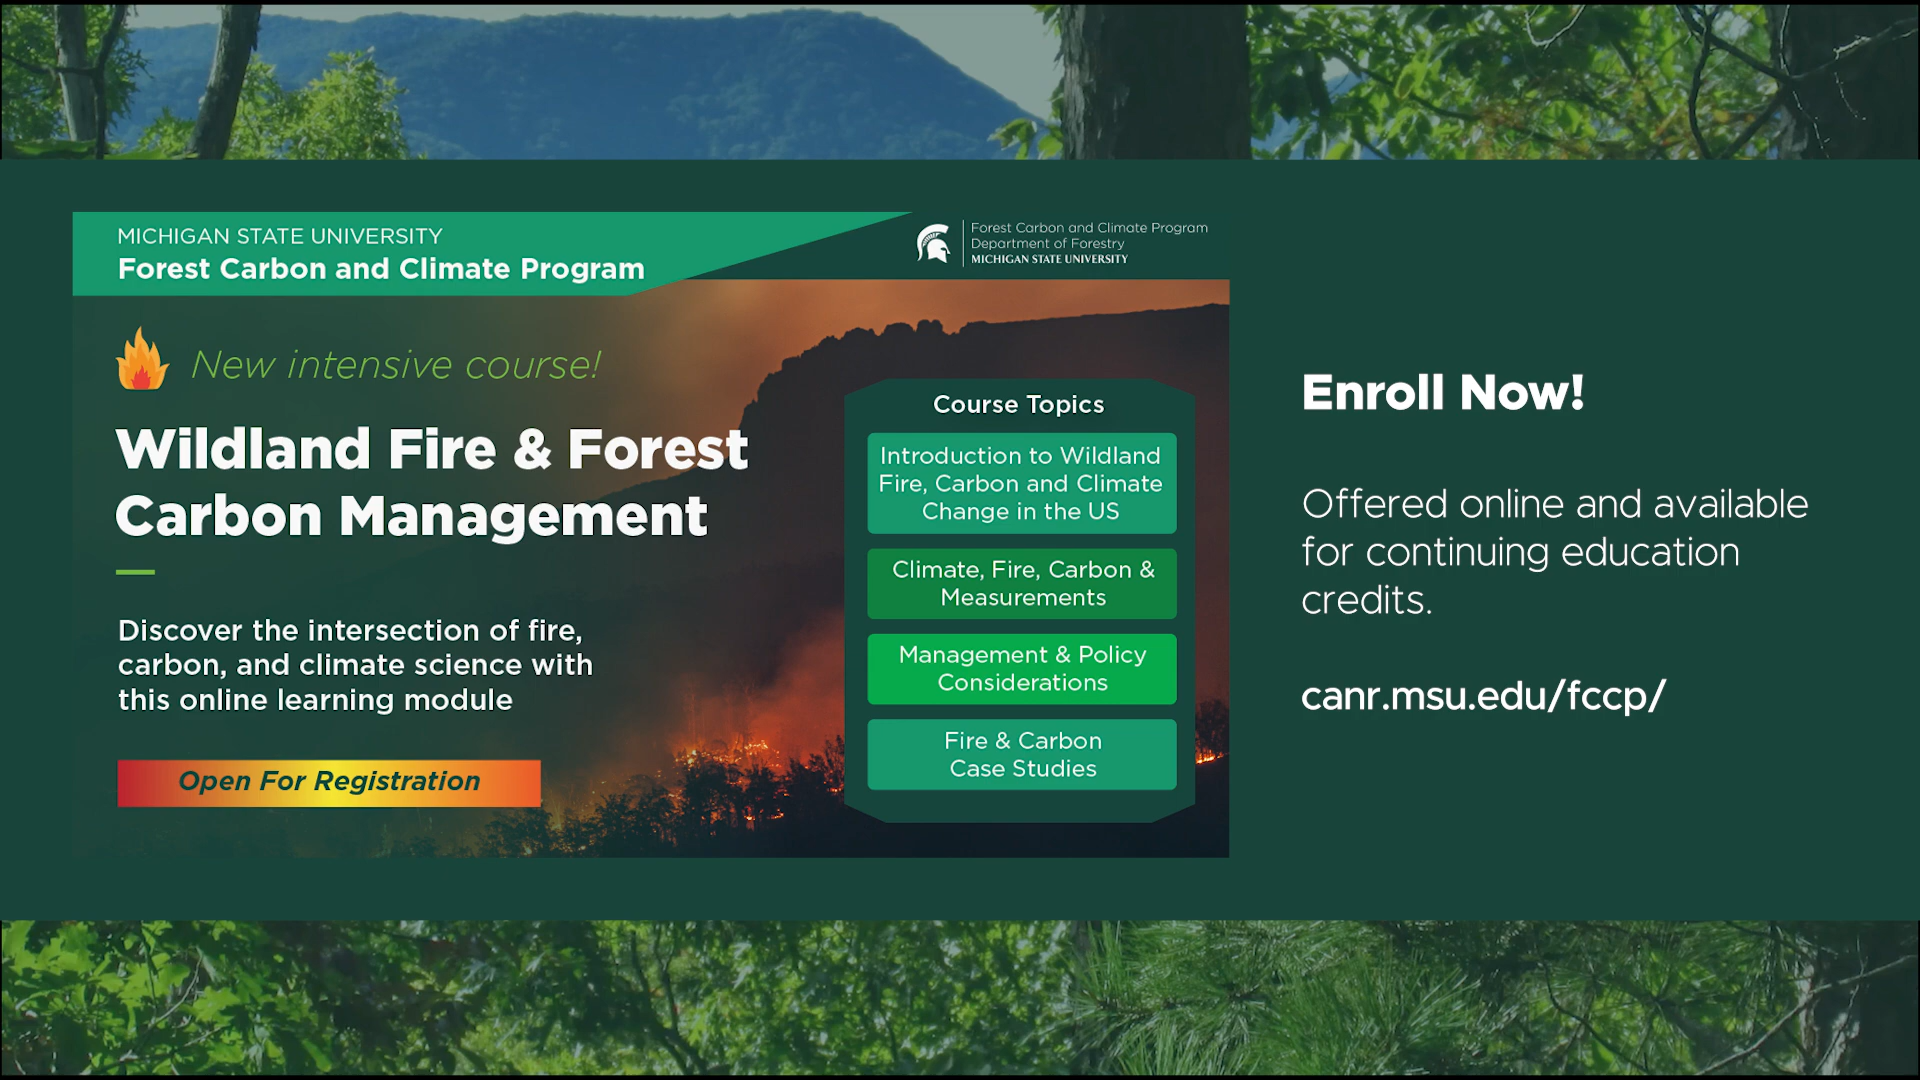 MICHIGAN STATE UNIVERSITY
Forest Carbon and Climate Program
Forest Carbon and Climate Program
Department of Forestry
MICHIGAN STATE UNIVERSITY
New intensive course!
Wildland Fire & Forest
Carbon Management
Discover the intersection of fire,
carbon, and climate science with
this online learning module
Open For Registration
Course Topics
Introduction to Wildland
Fire, Carbon and Climate
Change in the US
Climate, Fire, Carbon &
Measurements
Management & Policy
Considerations
Fire & Carbon
Case Studies
Enroll Now!
Offered online and available
for continuing education
credits.
canr.msu.edu/fccp/